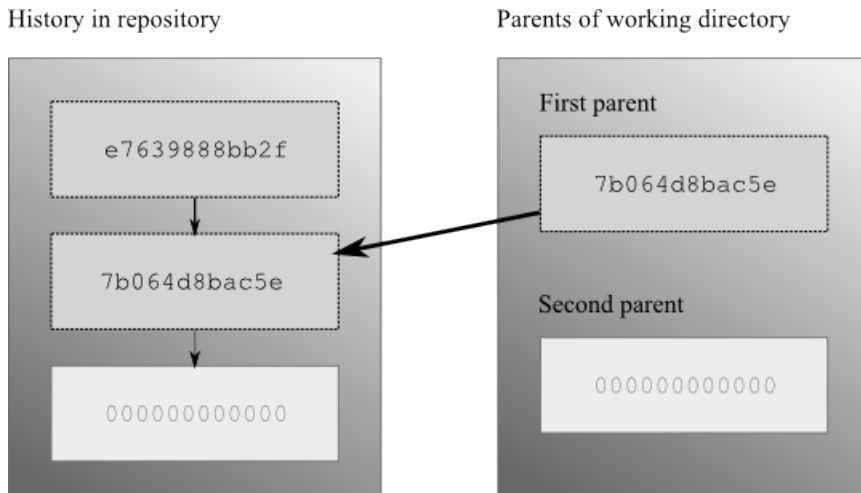 History in repository
e7639888bb2f
7b064d8bac5e
000000000000
Parents of working directory
First parent
7b064d8bac5e
Second parent
000000000000